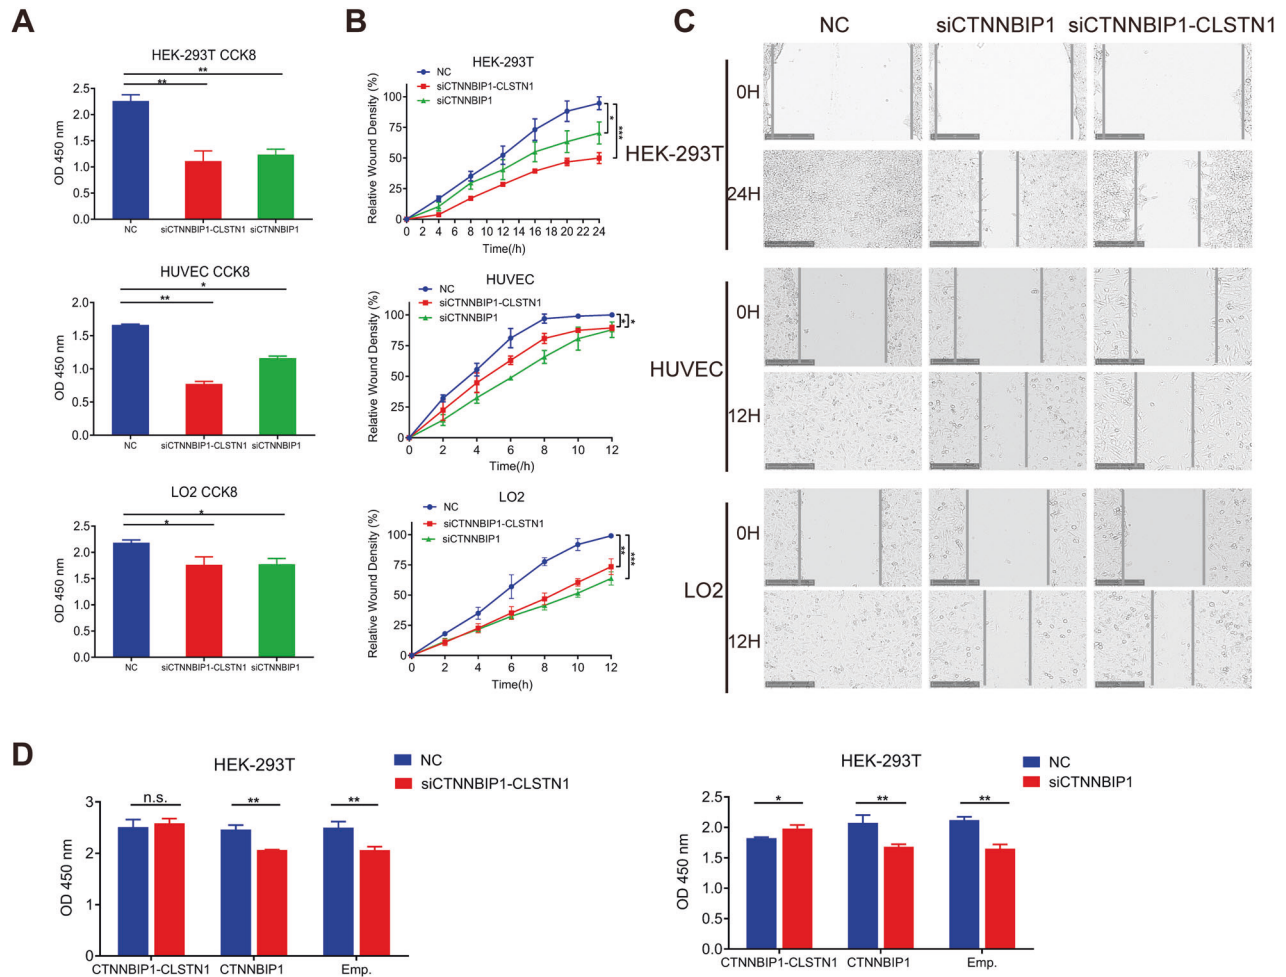 A
HEK-293T CCK8
**
**
OD 450 nm
2.5
2.0
1.5
1.0
0.5
0.0
NC
siCTNNBIP1-CLSTN1
siCTNNBIP1
HUVEC CCK8
*
**
OD 450 nm
2.0
1.5
1.0
0.5
0.0
NC
siCTNNBIP1-CLSTN1
siCTNNBIP1
LO2 CCK8
*
*
OD 450 nm
2.5
2.0
1.5
1.0
0.5
0.0
NC
siCTNNBIP1-CLSTN1
siCTNNBIP1
B
HEK-293T
NC
siCTNNBIP1-CLSTN1
siCTNNBIP1
Relative Wound Density (%)
100
75
50
25
0
*
***
0 2 4 6 8 10 12 14 16 18 20 22 24
Time(/h)
HUVEC
NC
siCTNNBIP1-CLSTN1
siCTNNBIP1
Relative Wound Density (%)
100
75
50
25
0
*
*
0 2 4 6 8 10 12
Time(/h)
LO2
NC
siCTNNBIP1-CLSTN1
siCTNNBIP1
Relative Wound Density (%)
100
75
50
25
0
**
***
0 2 4 6 8 10 12
Time(h)
C
NC siCTNNBIP1 siCTNNBIP1-CLSTN1
HEK-293T
0H
24H
HUVEC
0H
12H
LO2
0H
12H
D
HEK-293T
NC
siCTNNBIP1-CLSTN1
n.s.
**
**
OD 450 nm
3
2
1
0
CTNNBIP1-CLSTN1
CTNNBIP1
Emp.
HEK-293T
NC
siCTNNBIP1
*
**
**
OD 450 nm
2.5
2.0
1.5
1.0
0.5
0.0
CTNNBIP1-CLSTN1
CTNNBIP1
Emp.